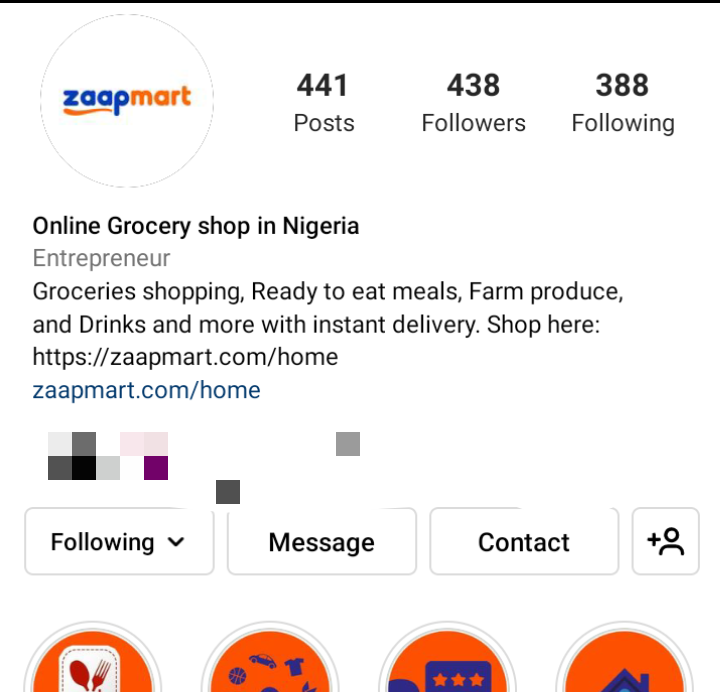 zaapmart
441 438 388
Posts Followers Following
Online Grocery shop in Nigeria
Entrepreneur
Groceries shopping, Ready to eat meals, Farm produce,
and Drinks and more with instant delivery. Shop here:
https://zaapmart.com/home
zaapmart.com/home
Following Message Contact